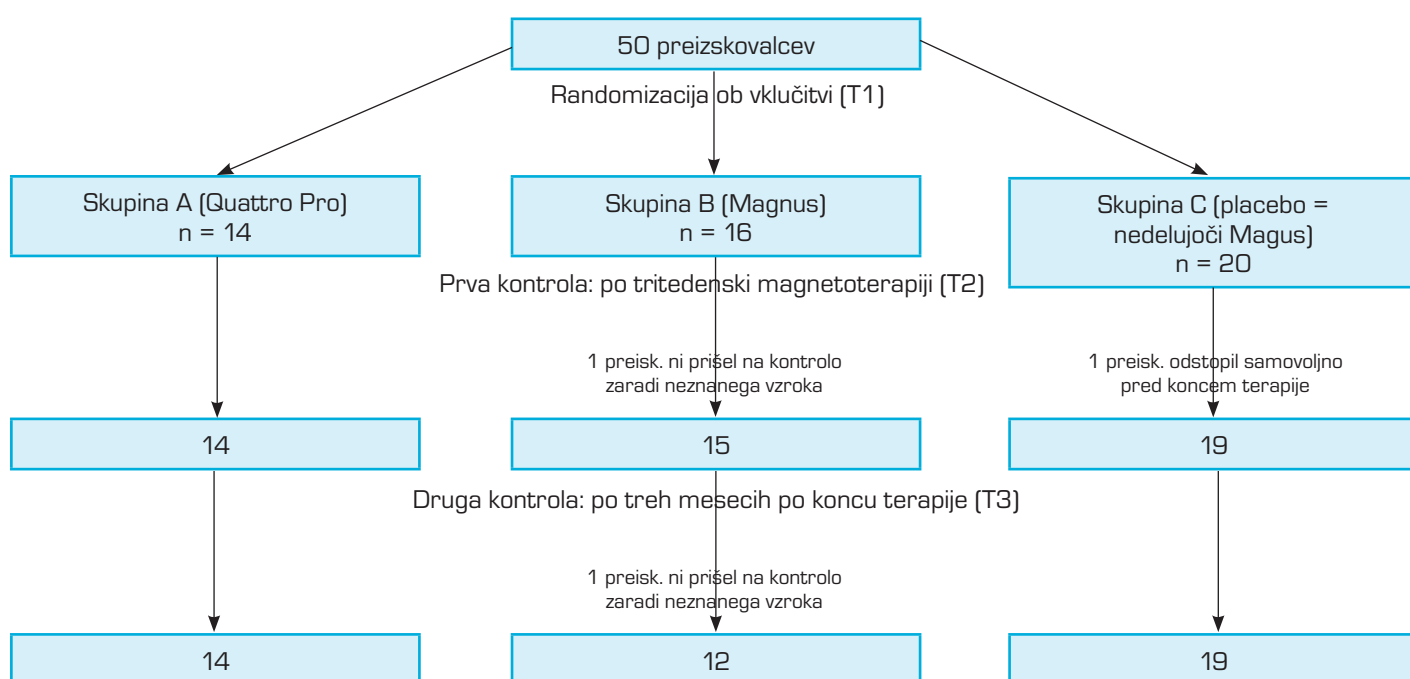 50 preizskovalcev
Randomizacija ob vključitvi (T1)
Skupina A (Quattro Pro)
n = 14
Skupina B (Magnus)
n = 16
Skupina C (placebo =
nedelujoči Magus)
n = 20
Prva kontrola: po tritedenski magnetoterapiji (T2)
1 preisk. ni prišel na kontrolo
zaradi neznanega vzroka
1 preisk. odstopil samovoljno
pred koncem terapije
14
15
19
Druga kontrola: po treh mesecih po koncu terapije (T3)
1 preisk. ni prišel na kontrolo
zaradi neznanega vzroka
14
12
19